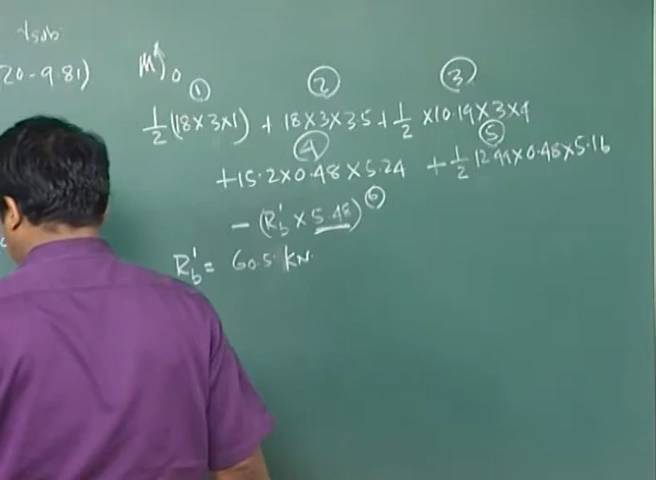 γsub
(20-9.81)
M)o
① ② ③
1/2 (18×3×1) + 18×3×3.5 + 1/2 ×10.19×3×4
④ ⑤
+15.2×0.48×5.24 + 1/2 12.99×0.48×5.16
- (R'b × 5.48) ⑥
R'b = 60.5 kN.